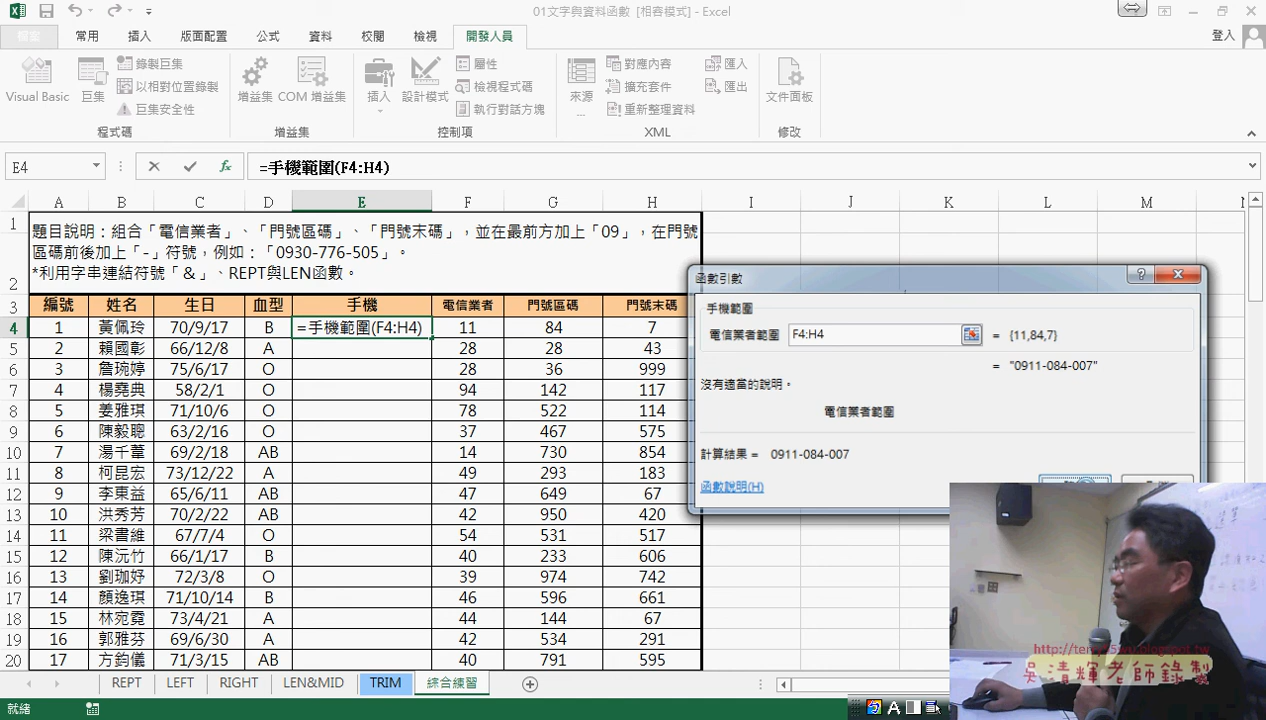 01文字與資料函數 [相容模式] - Excel
檔案 常用 插入 版面配置 公式 資料 校閱 檢視 開發人員 登入
Visual Basic 巨集 錄製巨集 以相對位置錄製 巨集安全性 程式碼
增益集 COM 增益集 增益集
插入 設計模式 屬性 檢視程式碼 執行對話方塊 控制項
來源 對應內容 擴充套件 重新整理資料 匯入 匯出 XML
文件面板 修改
E4 =手機範圍(F4:H4)
A B C D E F G H I J K L M
1 題目說明：組合「電信業者」、「門號區碼」、「門號末碼」，並在最前方加上「09」，在門號
2 區碼前後加上「-」符號，例如：「0930-776-505」。
*利用字串連結符號「＆」、REPT與LEN函數。
3 編號 姓名 生日 血型 手機 電信業者 門號區碼 門號末碼
4 1 黃佩玲 70/9/17 B =手機範圍(F4:H4) 11 84 7
5 2 賴國彰 66/12/8 A 28 28 43
6 3 詹琬婷 75/6/17 O 28 36 999
7 4 楊堯典 58/2/1 O 94 142 117
8 5 姜雅琪 71/10/6 O 78 522 114
9 6 陳毅聰 63/2/16 O 37 467 575
10 7 湯千葦 69/2/18 AB 14 730 854
11 8 柯昆宏 73/12/22 A 49 293 183
12 9 李東益 65/6/11 AB 47 649 67
13 10 洪秀芳 70/2/22 AB 42 950 420
14 11 梁書維 67/7/4 O 54 531 517
15 12 陳沅竹 66/1/17 B 40 233 606
16 13 劉珈妤 72/3/8 O 39 974 742
17 14 顏逸琪 71/10/14 B 46 596 661
18 15 林宛霓 73/4/21 A 44 144 67
19 16 郭雅芬 69/6/30 A 42 534 291
20 17 方鈞儀 71/3/15 AB 40 791 595
函數引數
手機範圍
電信業者範圍 F4:H4 = {11,84,7}
= "0911-084-007"
沒有適當的說明。
電信業者範圍
計算結果 = 0911-084-007
函數說明(H)
REPT LEFT RIGHT LEN&MID TRIM 綜合練習
就緒
吳清輝老師錄製